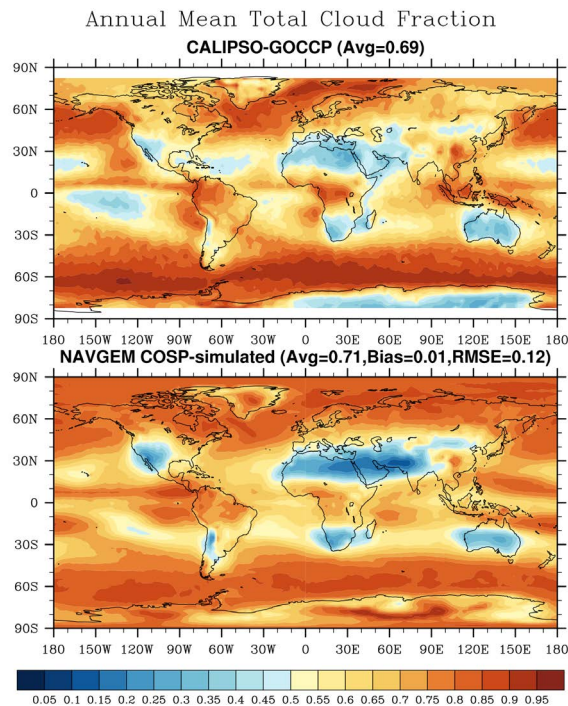 Annual Mean Total Cloud Fraction
CALIPSO-GOCCP (Avg=0.69)
90N
60N
30N
0
30S
60S
90S
180 150W 120W 90W 60W 30W 0 30E 60E 90E 120E 150E 180
NAVGEM COSP-simulated (Avg=0.71,Bias=0.01,RMSE=0.12)
90N
60N
30N
0
30S
60S
90S
180 150W 120W 90W 60W 30W 0 30E 60E 90E 120E 150E 180
0.05 0.1 0.15 0.2 0.25 0.3 0.35 0.4 0.45 0.5 0.55 0.6 0.65 0.7 0.75 0.8 0.85 0.9 0.95